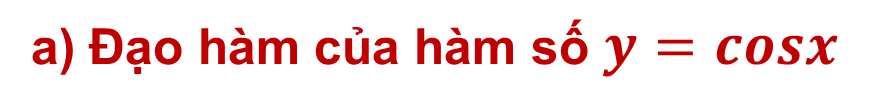 a) Đạo hàm của hàm số y = cosx